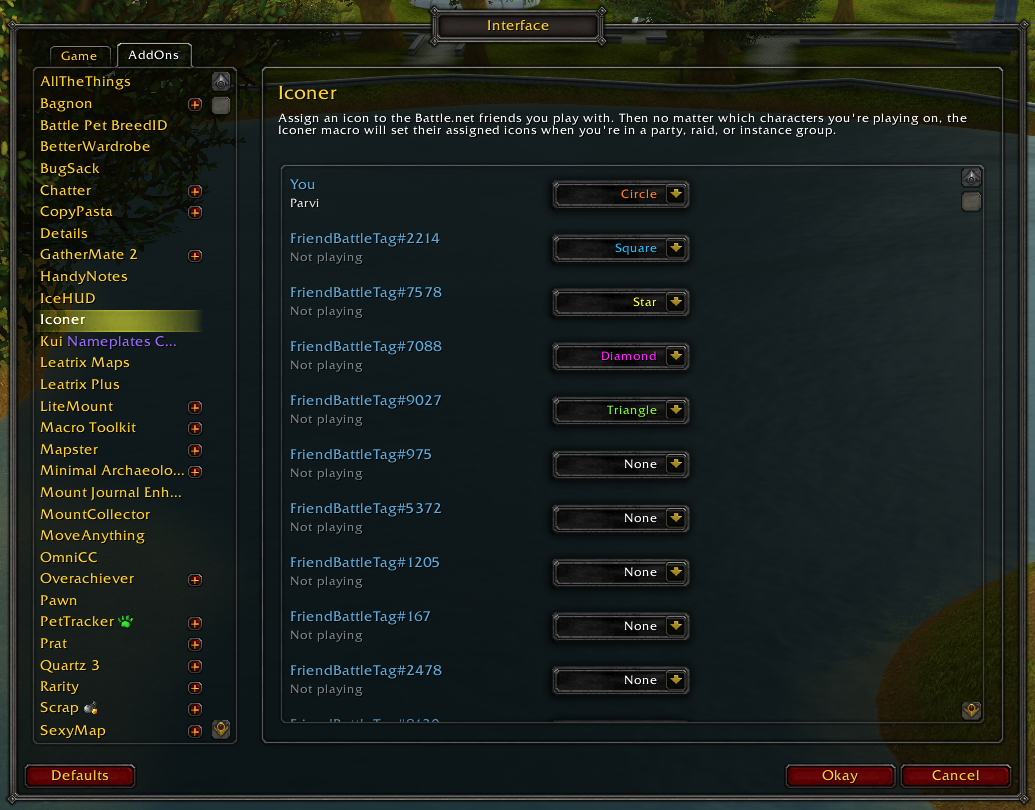 Interface
Game
AddOns
AllTheThings
Bagnon
Battle Pet BreedID
BetterWardrobe
BugSack
Chatter
CopyPasta
Details
GatherMate 2
HandyNotes
IceHUD
Iconer
Kui Nameplates C...
Leatrix Maps
Leatrix Plus
LiteMount
Macro Toolkit
Mapster
Minimal Archaeolo...
Mount Journal Enh...
MountCollector
MoveAnything
OmniCC
Overachiever
Pawn
PetTracker
Prat
Quartz 3
Rarity
Scrap
SexyMap
Iconer
Assign an icon to the Battle.net friends you play with. Then no matter which characters you're playing on, the
Iconer macro will set their assigned icons when you're in a party, raid, or instance group.
You
Parvi
Circle
FriendBattleTag#2214
Not playing
Square
FriendBattleTag#7578
Not playing
Star
FriendBattleTag#7088
Not playing
Diamond
FriendBattleTag#9027
Not playing
Triangle
FriendBattleTag#975
Not playing
None
FriendBattleTag#5372
Not playing
None
FriendBattleTag#1205
Not playing
None
FriendBattleTag#167
Not playing
None
FriendBattleTag#2478
Not playing
None
Defaults
Okay
Cancel